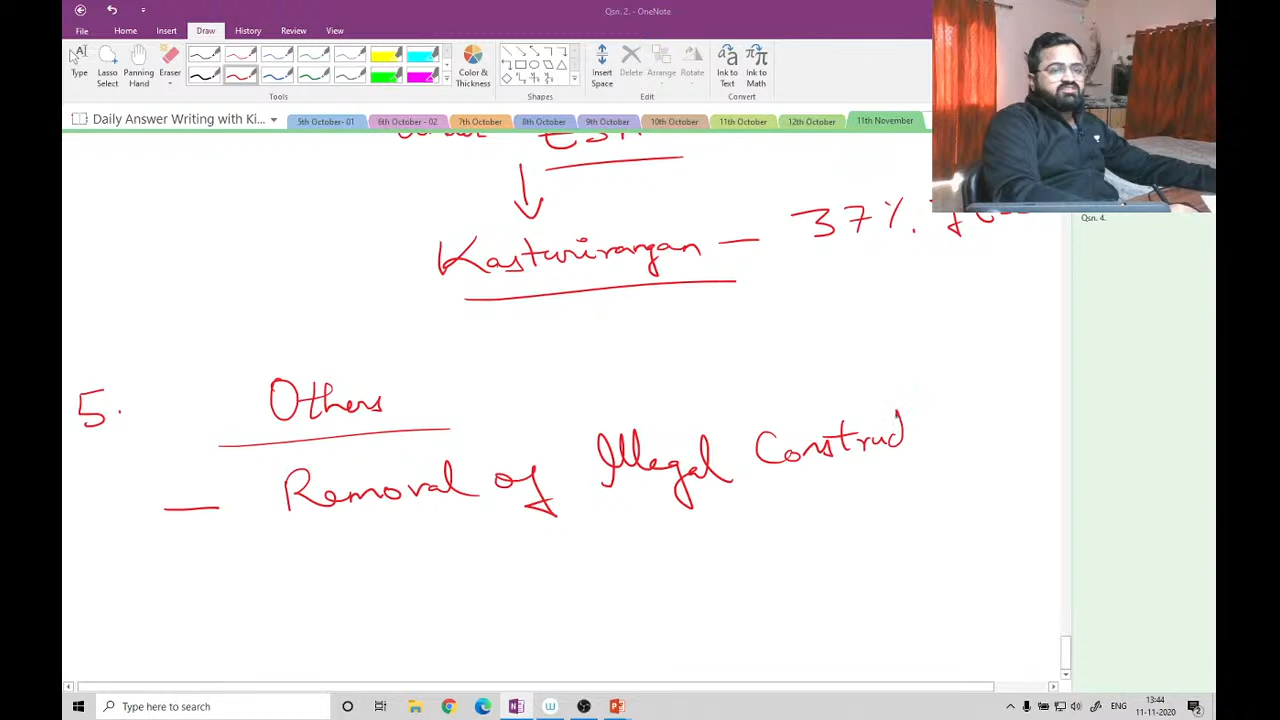 Qsn. 2. - OneNote
File Home Insert Draw History Review View
Type Lasso Select Panning Hand Eraser Color & Thickness Insert Space Delete Arrange Rotate Ink to Text Ink to Math
Tools Shapes Edit Convert
Daily Answer Writing with Ki 5th October- 01 6th October - 02 7th October 8th October 9th October 10th October 11th October 12th October 11th November
Qsn. 4.
Kasturirangan — 37%.
5. Others
— Removal of Illegal Construc
Type here to search
ENG 13:44 11-11-2020 2